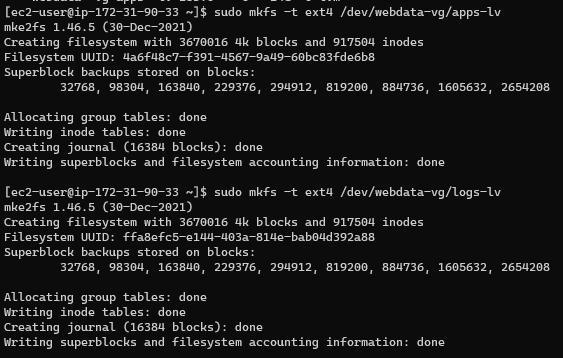 [ec2-user@ip-172-31-90-33 ~]$ sudo mkfs -t ext4 /dev/webdata-vg/apps-lv
mke2fs 1.46.5 (30-Dec-2021)
Creating filesystem with 3670016 4k blocks and 917504 inodes
Filesystem UUID: 4a6f48c7-f391-4567-9a49-60bc83fde6b8
Superblock backups stored on blocks:
        32768, 98304, 163840, 229376, 294912, 819200, 884736, 1605632, 2654208

Allocating group tables: done
Writing inode tables: done
Creating journal (16384 blocks): done
Writing superblocks and filesystem accounting information: done

[ec2-user@ip-172-31-90-33 ~]$ sudo mkfs -t ext4 /dev/webdata-vg/logs-lv
mke2fs 1.46.5 (30-Dec-2021)
Creating filesystem with 3670016 4k blocks and 917504 inodes
Filesystem UUID: ffa8efc5-e144-403a-814e-bab04d392a88
Superblock backups stored on blocks:
        32768, 98304, 163840, 229376, 294912, 819200, 884736, 1605632, 2654208

Allocating group tables: done
Writing inode tables: done
Creating journal (16384 blocks): done
Writing superblocks and filesystem accounting information: done